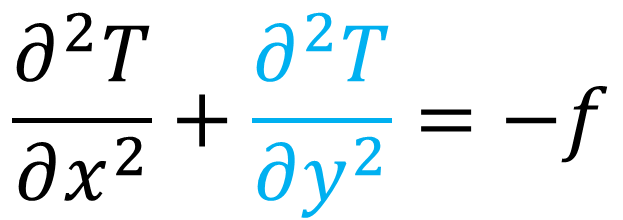 ∂²T/∂x² + ∂²T/∂y² = −f